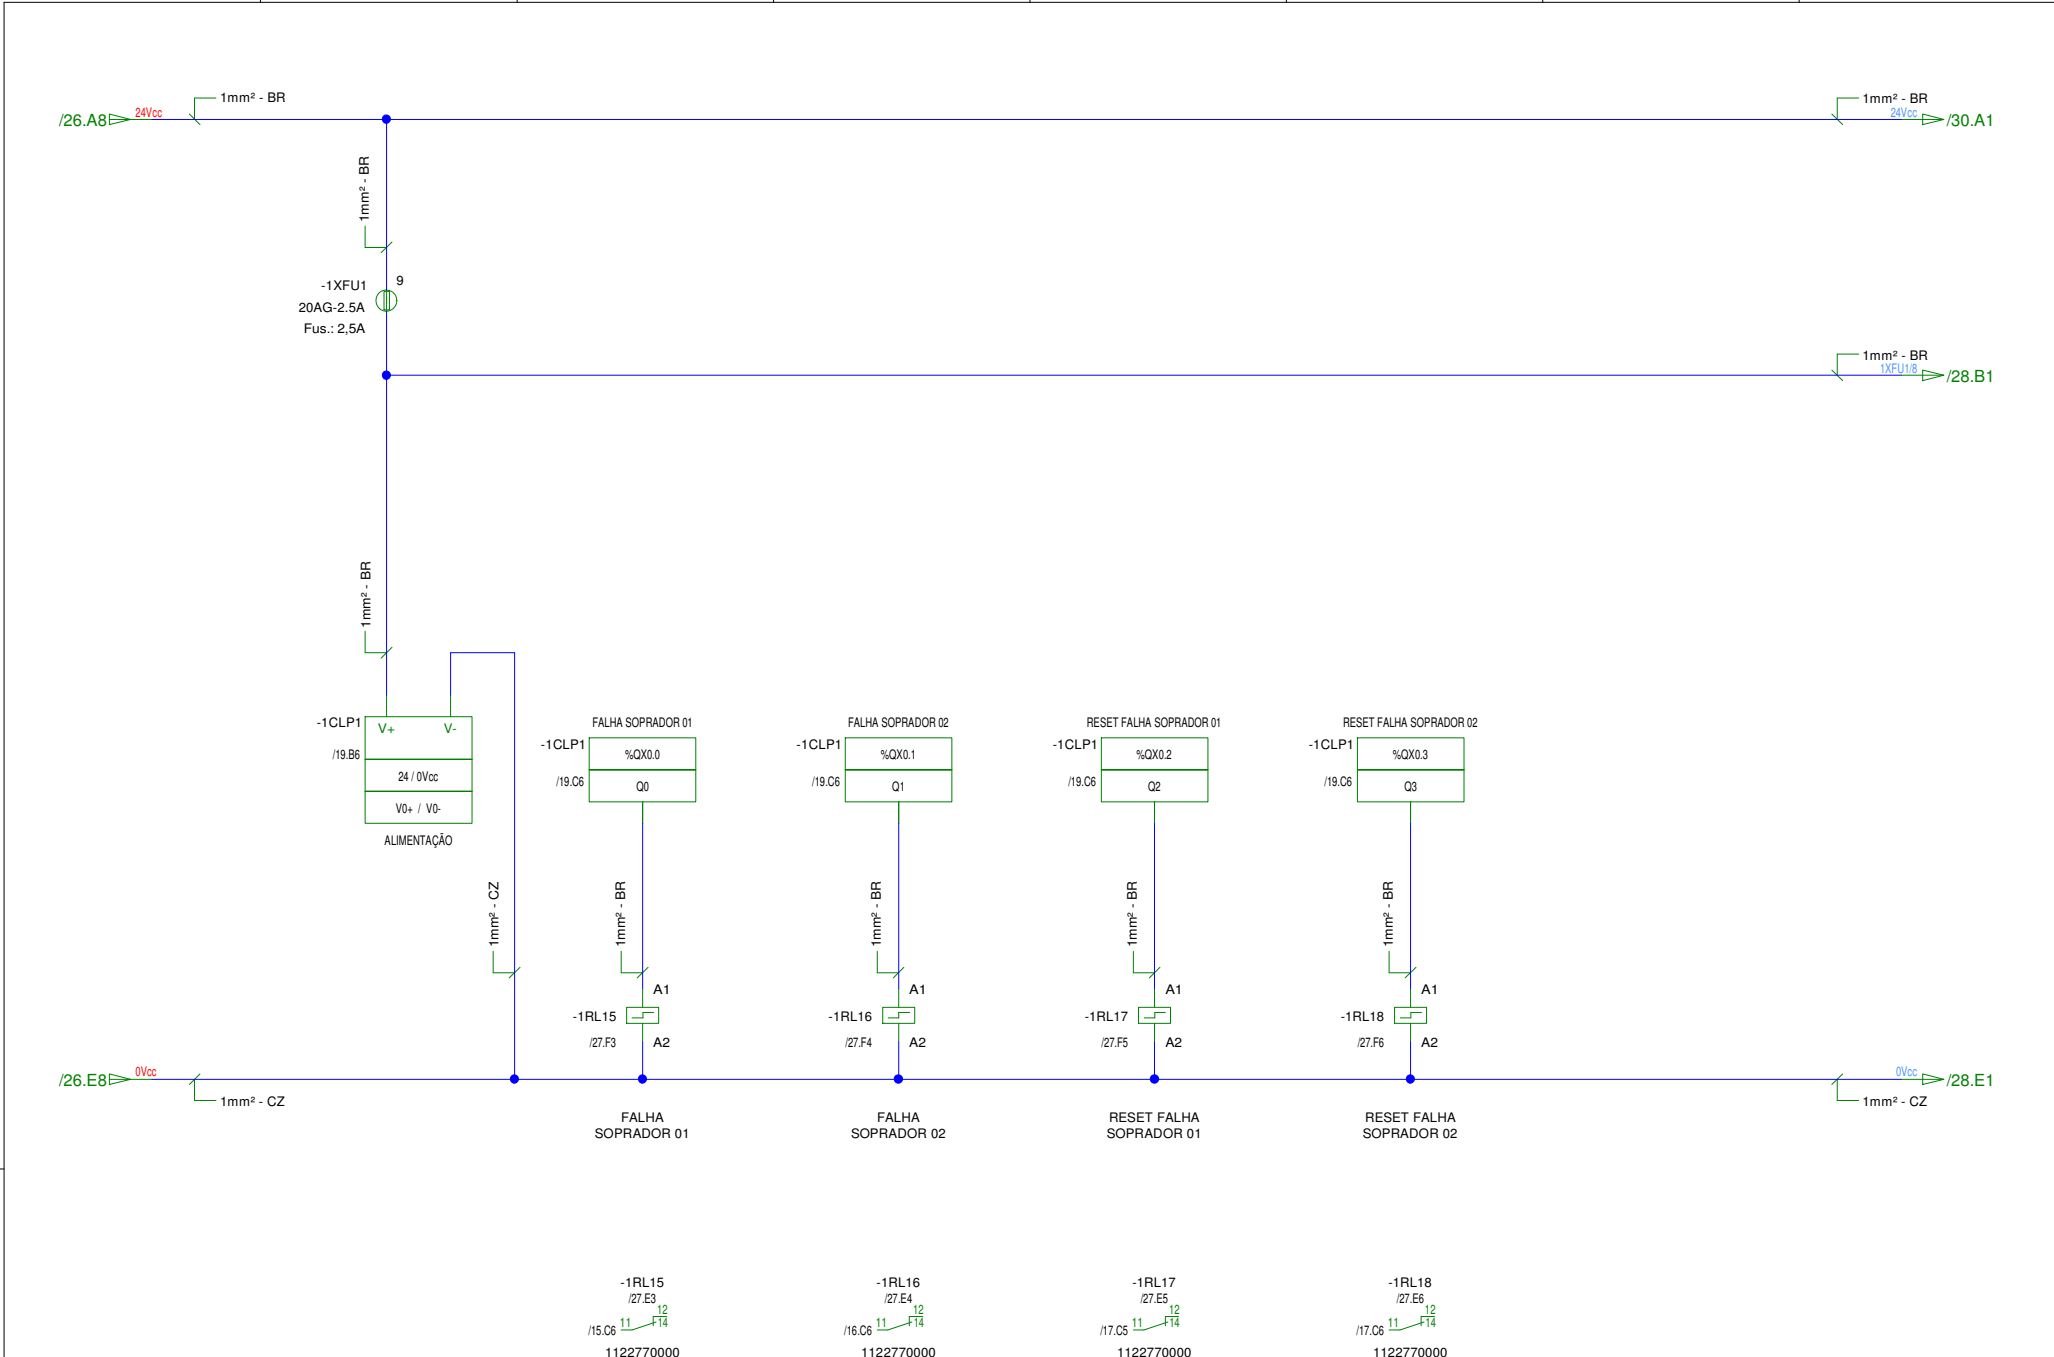 1mm² - BR
1mm² - BR
/26.A8
24Vcc
24Vcc
/30.A1
1mm² - BR
-1XFU1
9
20AG-2.5A
Fus.: 2,5A
1mm² - BR
1XFU1/8
/28.B1
1mm² - BR
-1CLP1
V+
V-
/19.B6
24 / 0Vcc
V0+ / V0-
ALIMENTAÇÃO
FALHA SOPRADOR 01
-1CLP1
%QX0.0
/19.C6
Q0
FALHA SOPRADOR 02
-1CLP1
%QX0.1
/19.C6
Q1
RESET FALHA SOPRADOR 01
-1CLP1
%QX0.2
/19.C6
Q2
RESET FALHA SOPRADOR 02
-1CLP1
%QX0.3
/19.C6
Q3
1mm² - CZ
1mm² - BR
1mm² - BR
1mm² - BR
1mm² - BR
A1
-1RL15
/27.F3
A2
A1
-1RL16
/27.F4
A2
A1
-1RL17
/27.F5
A2
A1
-1RL18
/27.F6
A2
/26.E8
0Vcc
0Vcc
/28.E1
1mm² - CZ
1mm² - CZ
FALHA
SOPRADOR 01
FALHA
SOPRADOR 02
RESET FALHA
SOPRADOR 01
RESET FALHA
SOPRADOR 02
-1RL15
/27.E3
12
11
14
/15.C6
1122770000
-1RL16
/27.E4
12
11
14
/16.C6
1122770000
-1RL17
/27.E5
12
11
14
/17.C5
1122770000
-1RL18
/27.E6
12
11
14
/17.C6
1122770000